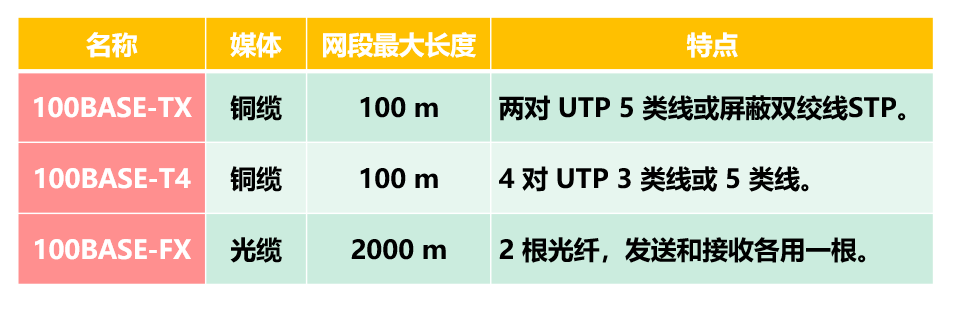 名称 媒体 网段最大长度 特点
100BASE-TX 铜缆 100 m 两对 UTP 5 类线或屏蔽双绞线STP。
100BASE-T4 铜缆 100 m 4 对 UTP 3 类线或 5 类线。
100BASE-FX 光缆 2000 m 2 根光纤，发送和接收各用一根。